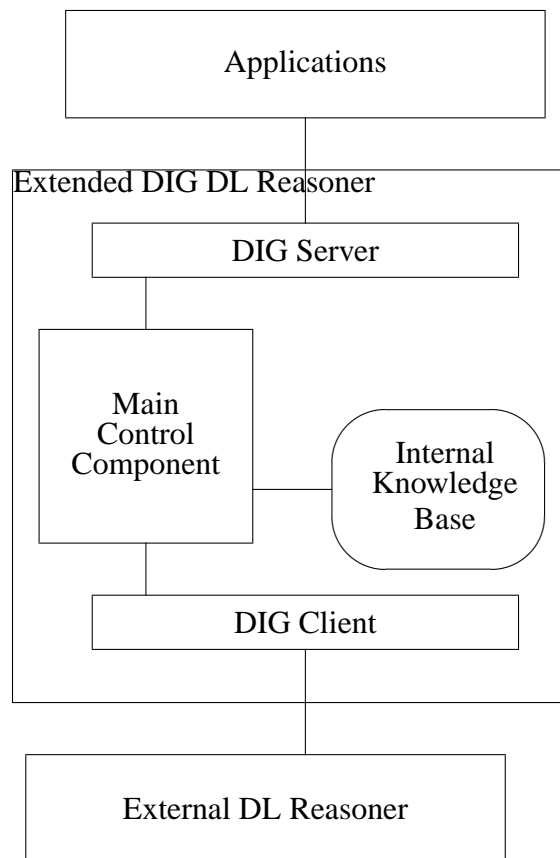 Applications
Extended DIG DL Reasoner
DIG Server
Main
Control
Component
Internal
Knowledge
Base
DIG Client
External DL Reasoner